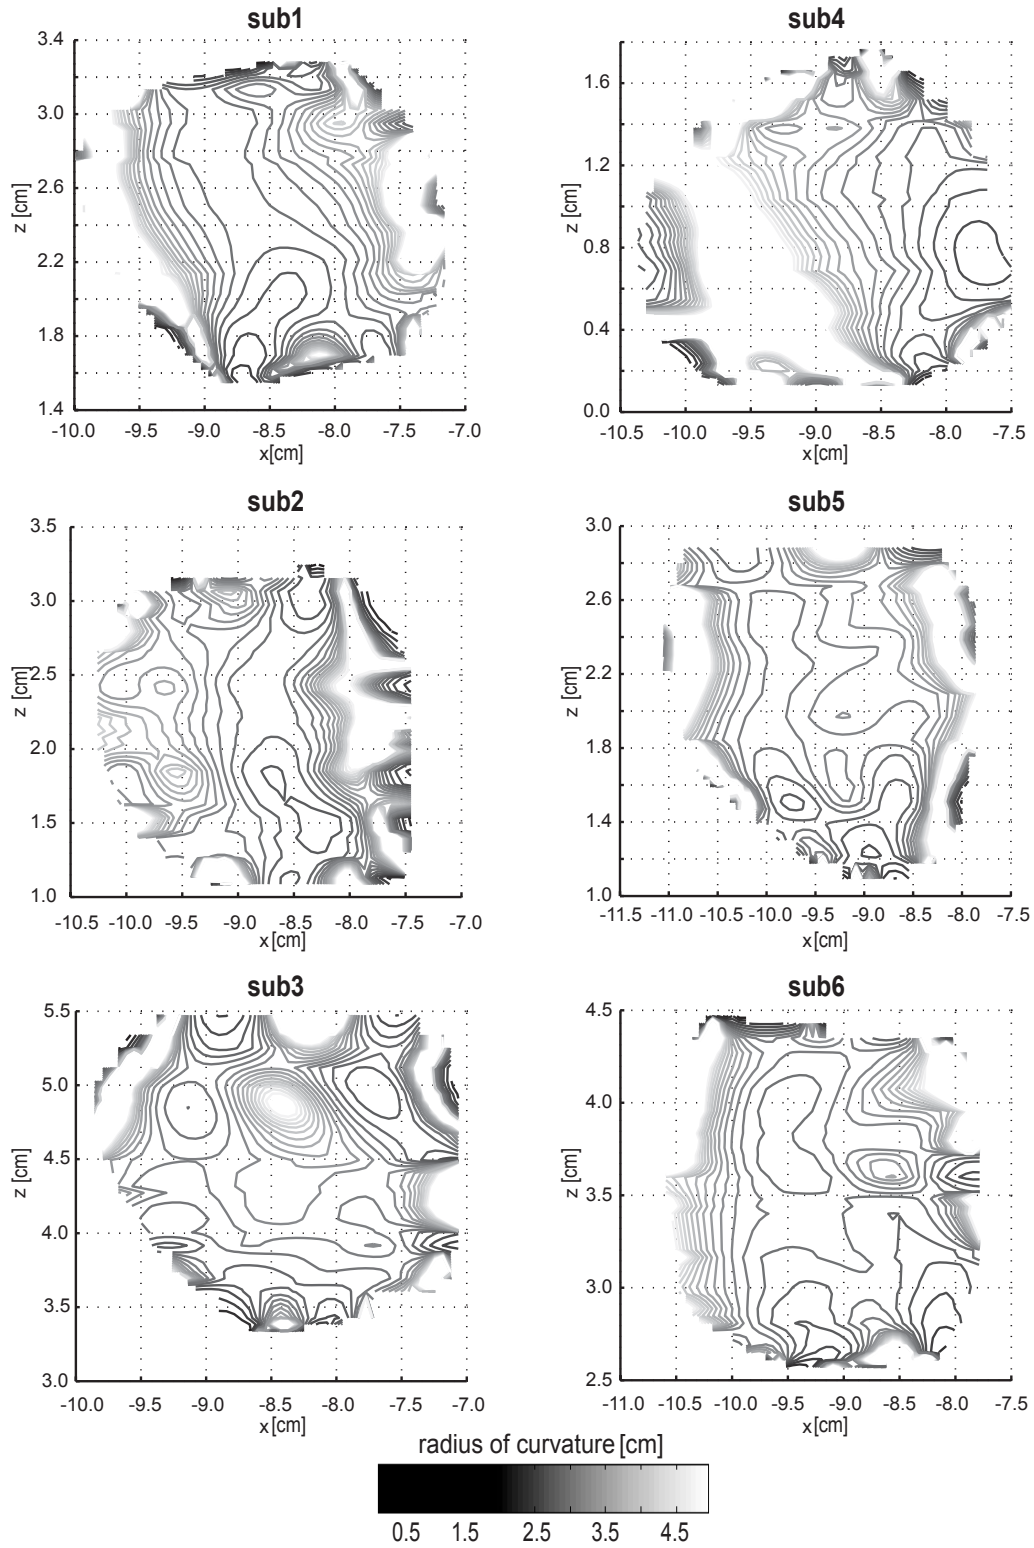 sub1
3.4
3.0
2.6
2.2
1.8
1.4
z [cm]
-10.0 -9.5 -9.0 -8.5 -8.0 -7.5 -7.0
x[cm]
sub4
1.6
1.2
0.8
0.4
0.0
z [cm]
-10.5 -10.0 -9.5 -9.0 -8.5 -8.0 -7.5
x[cm]
sub2
3.5
3.0
2.5
2.0
1.5
1.0
z [cm]
-10.5 -10.0 -9.5 -9.0 -8.5 -8.0 -7.0
x[cm]
sub5
3.0
2.6
2.2
1.8
1.4
1.0
z [cm]
-11.5 -11.5 -10.5 -10.0 -9.5 9.0 -8.5 -8.0 -7.5
x[cm]
sub3
5.5
5.0
4.5
4.0
3.5
3.0
z [cm]
-10.0 -9.5 -9.0 -8.5 -8.0 -7.5 -7.0
x[cm]
sub6
4.5
4.0
3.5
3.0
2.5
z [cm]
-11.0 -10.5 -10.0 -9.5 -9.0 -8.5 -8.0 -7.5
x[cm]
radius of curvature [cm]
0.5 1.5 2.5 3.5 4.5